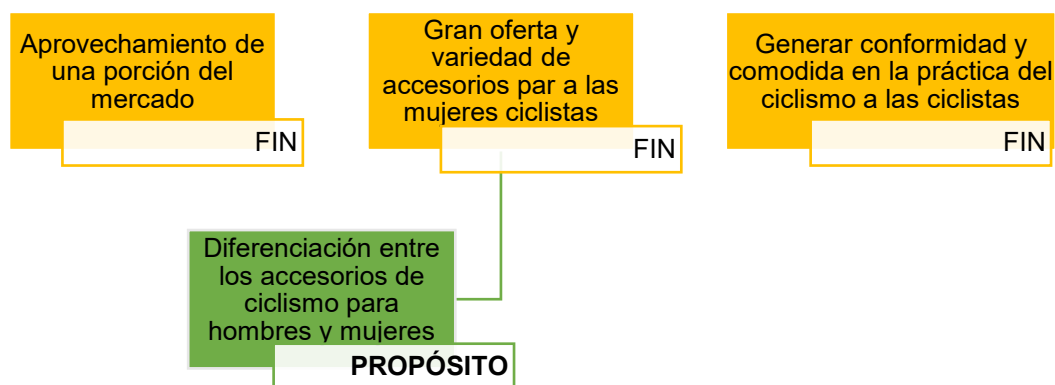 Aprovechamiento de
una porción del
mercado
FIN
Gran oferta y
variedad de
accesorios par a las
mujeres ciclistas
FIN
Generar conformidad y
comodida en la práctica del
ciclismo a las ciclistas
FIN
Diferenciación entre
los accesorios de
ciclismo para
hombres y mujeres
PROPÓSITO